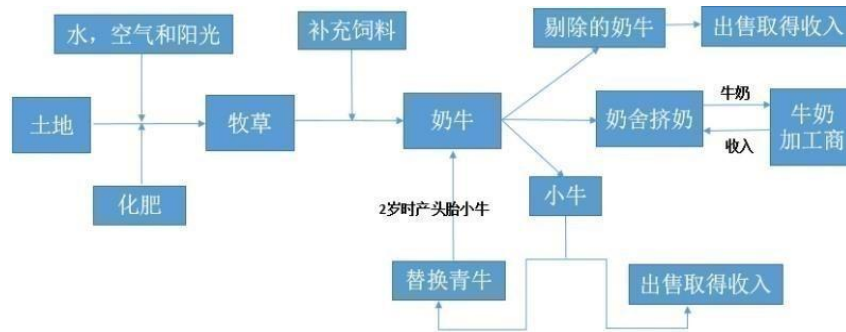 水，空气和阳光
补充饲料
剔除的奶牛
出售取得收入
土地
牧草
奶牛
奶舍挤奶
牛奶
收入
牛奶
加工商
化肥
2岁时产头胎小牛
小牛
替换青牛
出售取得收入